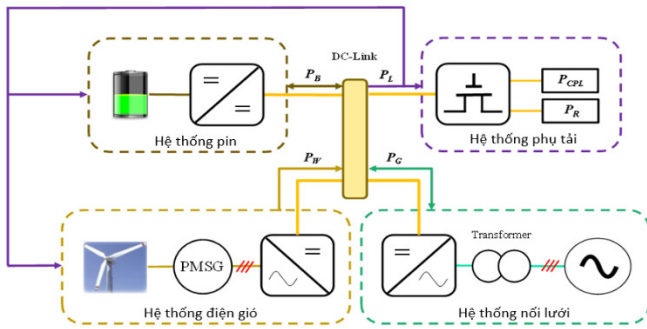 DC-Link
P_B
P_L
P_CPL
P_R
Hệ thống pin
Hệ thống phụ tải
P_W
P_G
Transformer
PMSG
Hệ thống điện gió
Hệ thống nối lưới